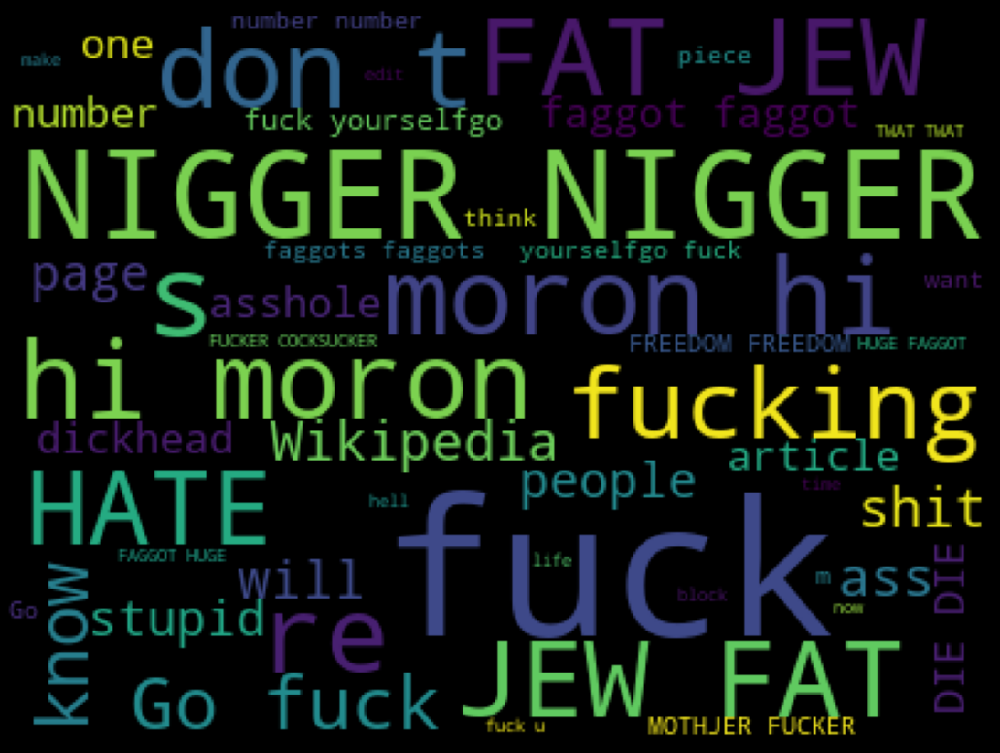 number number
make one don t FAT JEW
edit piece
number fuck yourselfgo faggot faggot
TWAT TWAT
NIGGER think NIGGER
faggots faggots yourselfgo fuck
page s asshole moron hi want
FUCKER COCKSUCKER FREEDOM FREEDOM HUGE FAGGOT
hi moron fucking
dickhead Wikipedia article
HATE people time
hell fuck shit
FAGGOT HUGE life
know will m ass DIE DIE
Go stupid re block now
Go fuck JEW FAT
fuck u MOTHJER FUCKER